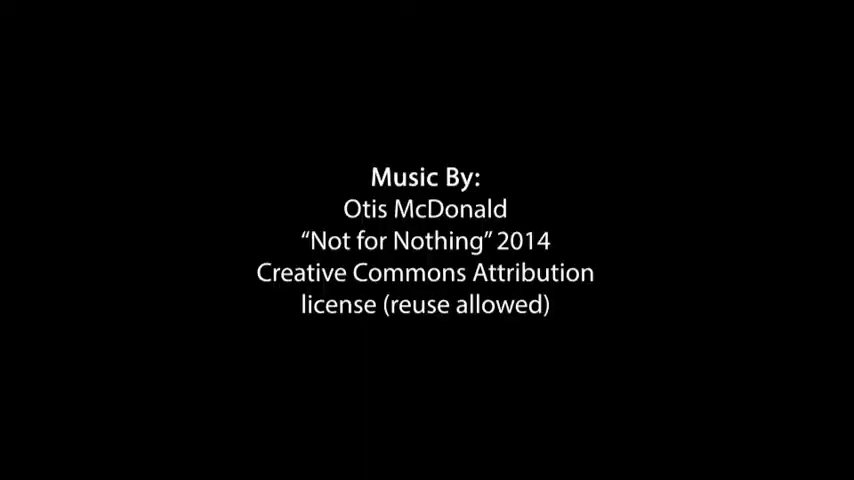 Music By:
Otis McDonald
“Not for Nothing” 2014
Creative Commons Attribution
license (reuse allowed)